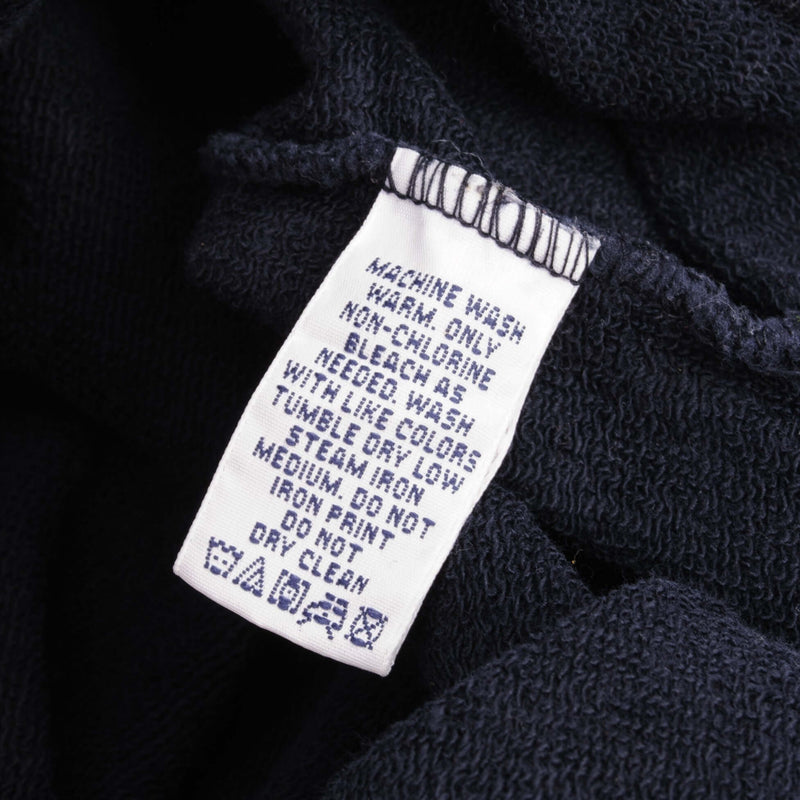 MACHINE WASH
WARM. ONLY
NON-CHLORINE
BLEACH AS
NEEDED. WASH
WITH LIKE COLORS
TUMBLE DRY LOW
STEAM IRON
MEDIUM. DO NOT
IRON PRINT
DO NOT
DRY CLEAN